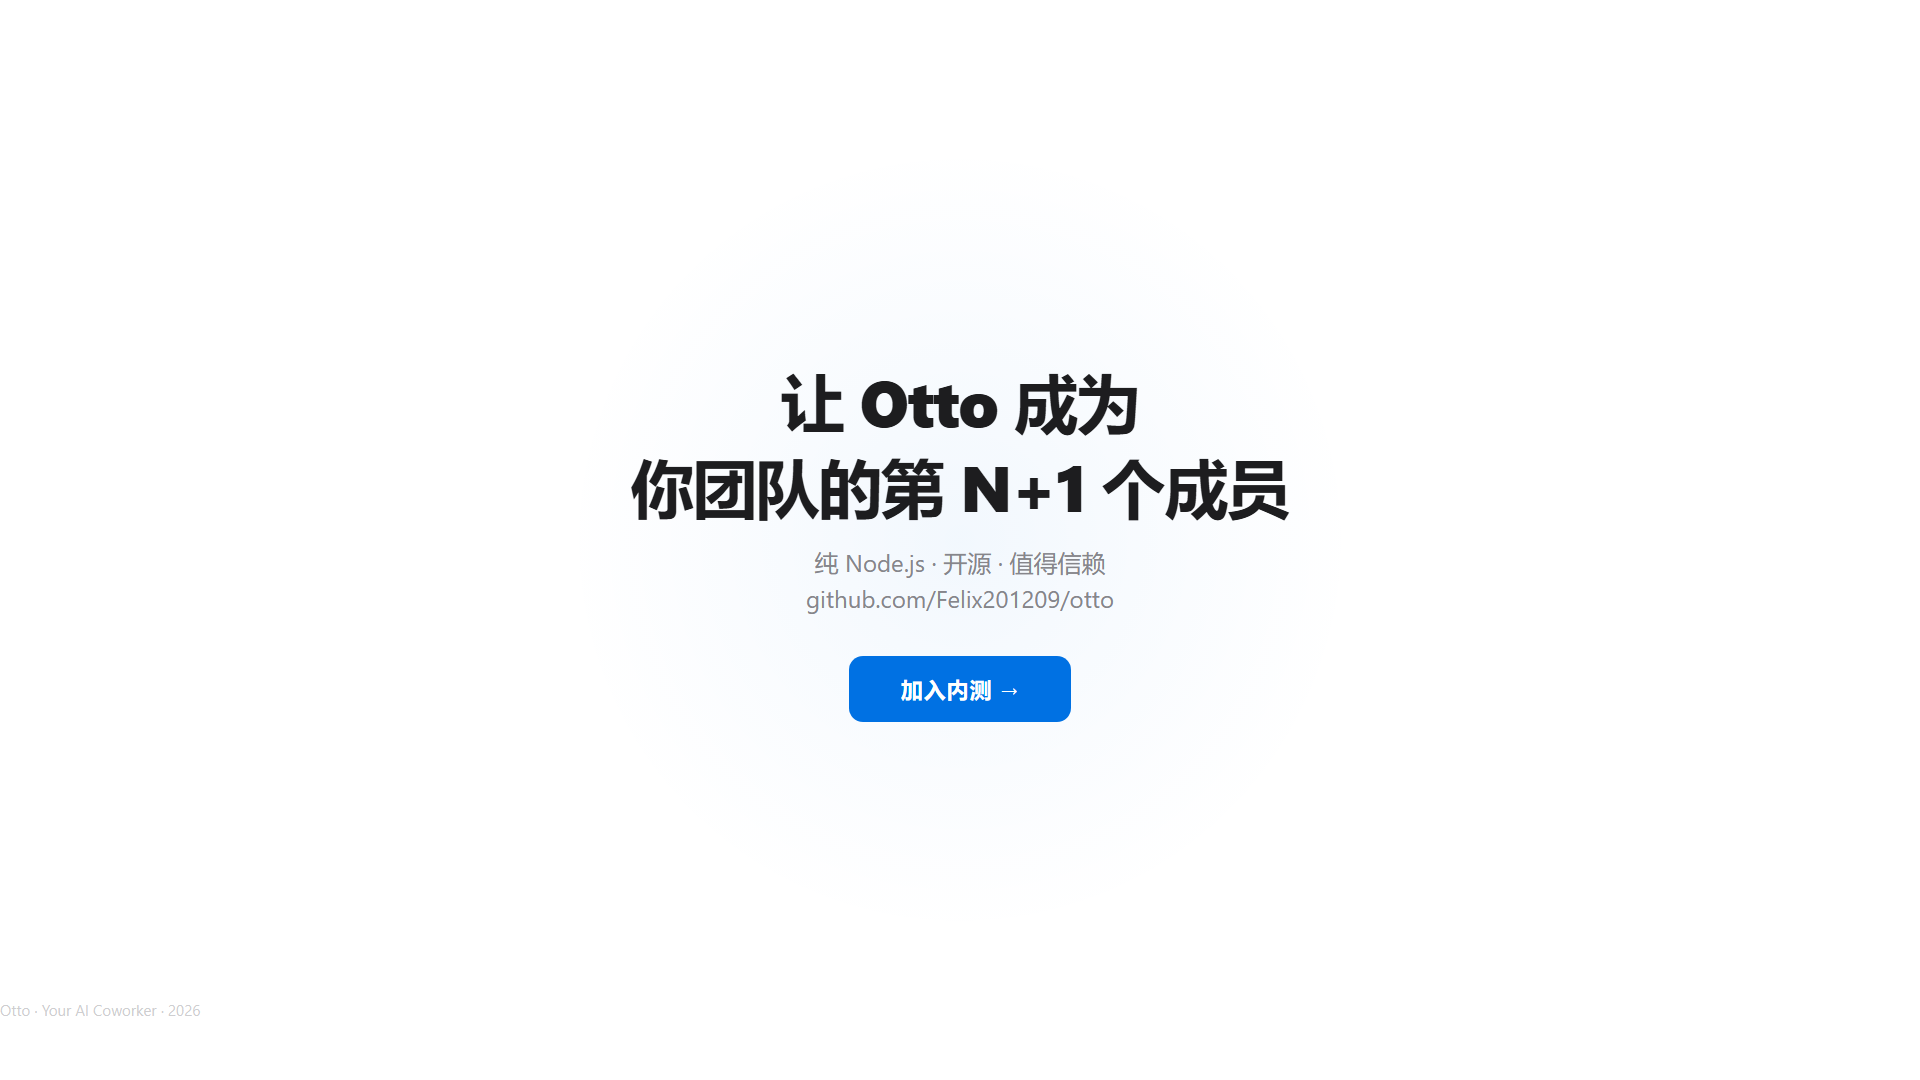 让 Otto 成为
你团队的第 N+1 个成员
纯 Node.js · 开源 · 值得信赖
github.com/Felix201209/otto
加入内测 →
Otto · Your AI Coworker · 2026